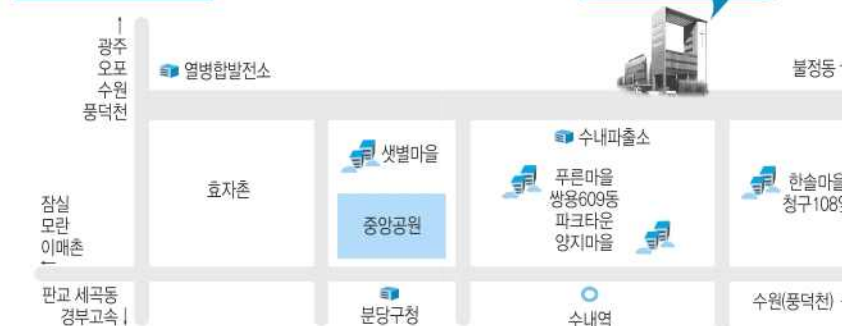 광주
오포
수원
풍덕천
열병합발전소
불정동
샛별마을
수내파출소
효자촌
중앙공원
푸른마을
쌍용609동
파크타운
양지마을
한솔마을
잠실
모란
이매촌
판교 세곡동
경부고속
분당구청
수내역
수원(풍덕천)